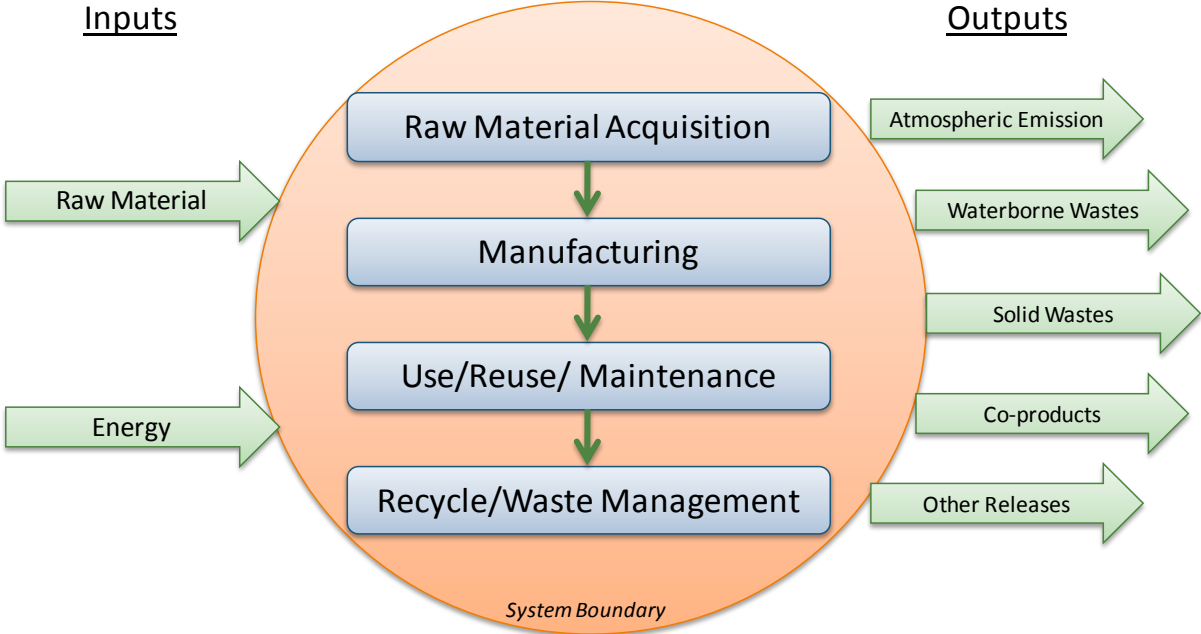 Inputs
Outputs
Raw Material Acquisition
Atmospheric Emission
Raw Material
Waterborne Wastes
Manufacturing
Solid Wastes
Use/Reuse/ Maintenance
Energy
Co-products
Recycle/Waste Management
Other Releases
System Boundary